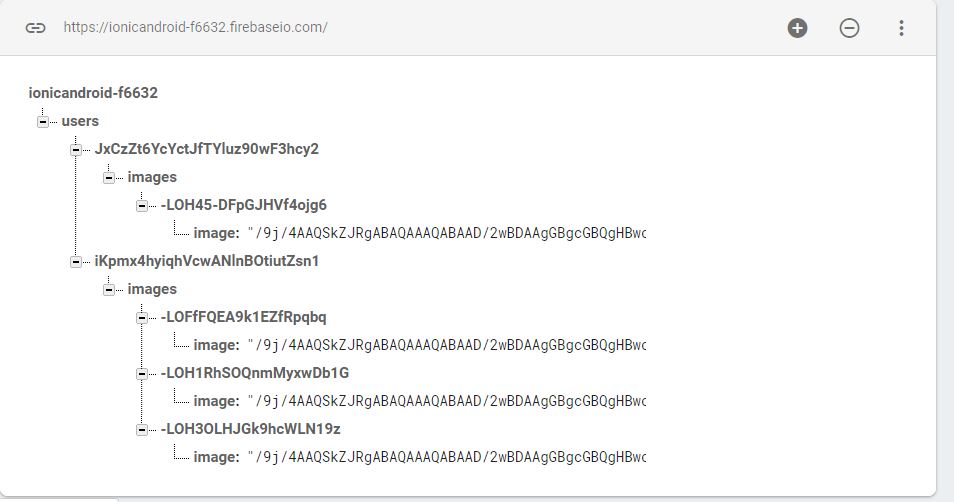 https://ionicandroid-f6632.firebaseio.com/
ionicandroid-f6632
users
JxCzZt6YcYctJfTYluz90wF3hcy2
images
-LOH45-DFpGJHVf4ojg6
image: "/9j/4AAQSkZJRgABAQAAAQABAAD/2wBDAAgGBgcGBQgHBwc
iKpmx4hyiqhVcwANlnBOtiutZsn1
images
-LOFfFQEA9k1EZfRpqbq
image: "/9j/4AAQSkZJRgABAQAAAQABAAD/2wBDAAgGBgcGBQgHBwc
-LOH1RhSOQnmMyxwDb1G
image: "/9j/4AAQSkZJRgABAQAAAQABAAD/2wBDAAgGBgcGBQgHBwc
-LOH3OLHJGk9hcWLN19z
image: "/9j/4AAQSkZJRgABAQAAAQABAAD/2wBDAAgGBgcGBQgHBwc